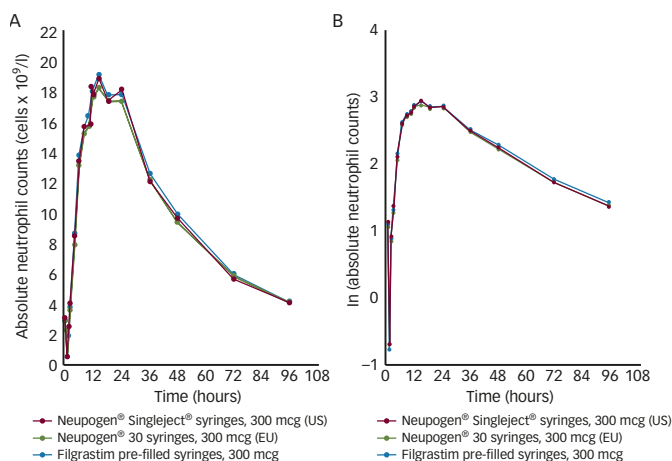 A
Absolute neutrophil counts (cells x 10⁹/l)
22
20
18
16
14
12
10
8
6
4
2
0
0 12 24 36 48 60 72 84 96 108
Time (hours)
Neupogen® Singleject® syringes, 300 mcg (US)
Neupogen® 30 syringes, 300 mcg (EU)
Filgrastim pre-filled syringes, 300 mcg
B
ln (absolute neutrophil counts)
4
3
2
1
0
−1
0 12 24 36 48 60 72 84 96 108
Time (hours)
Neupogen® Singleject® syringes, 300 mcg (US)
Neupogen® 30 syringes, 300 mcg (EU)
Filgrastim pre-filled syringes, 300 mcg